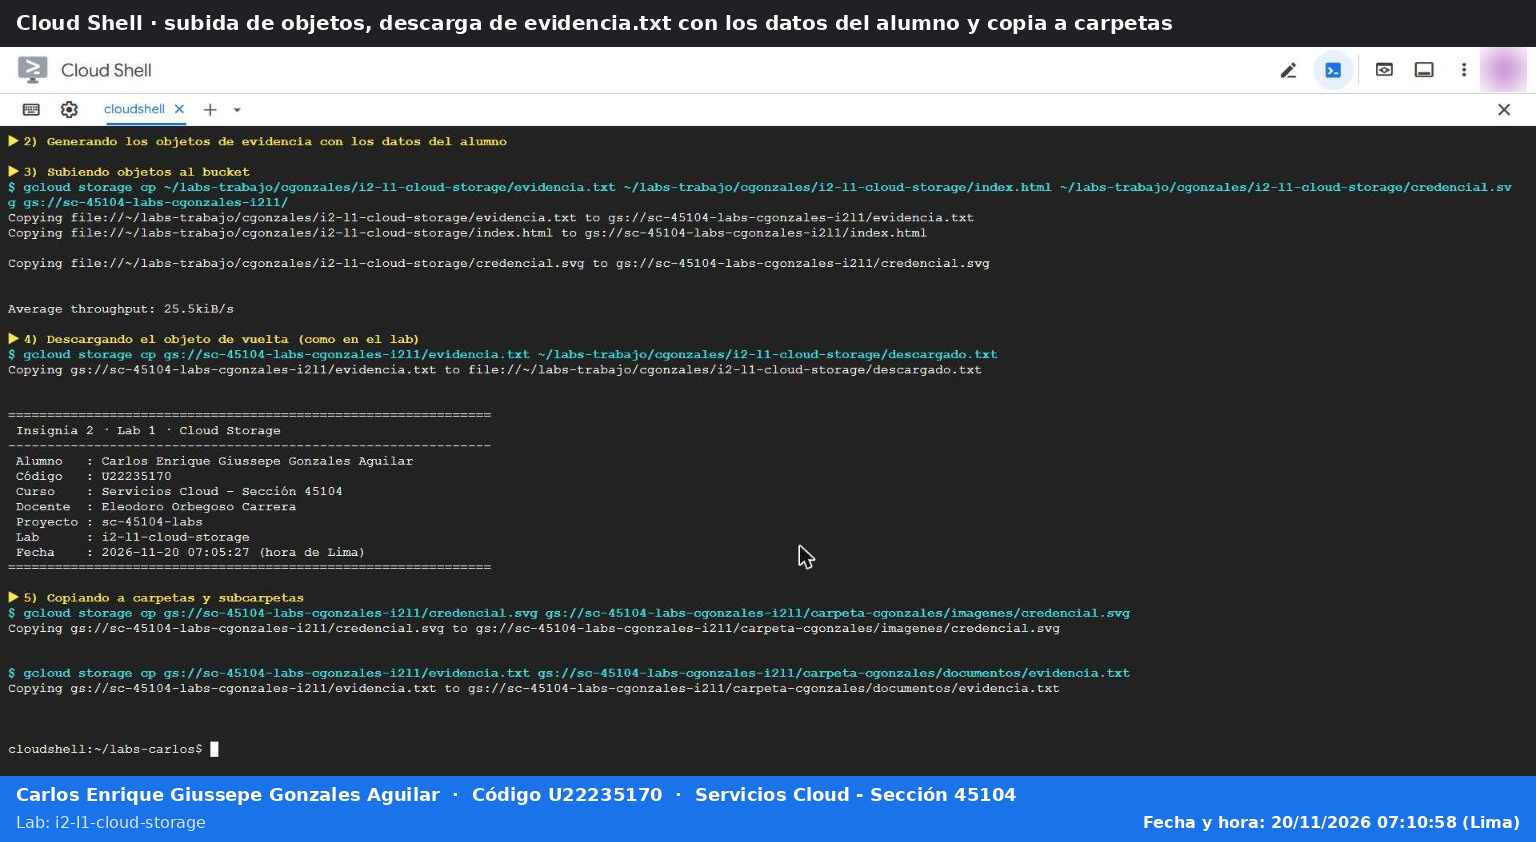 Cloud Shell · subida de objetos, descarga de evidencia.txt con los datos del alumno y copia a carpetas
Cloud Shell
cloudshell
2) Generando los objetos de evidencia con los datos del alumno
3) Subiendo objetos al bucket
$ gcloud storage cp ~/labs-trabajo/cgonzales/i2-l1-cloud-storage/evidencia.txt ~/labs-trabajo/cgonzales/i2-l1-cloud-storage/index.html ~/labs-trabajo/cgonzales/i2-l1-cloud-storage/credencial.sv
g gs://sc-45104-labs-cgonzales-i2l1/
Copying file://~/labs-trabajo/cgonzales/i2-l1-cloud-storage/evidencia.txt to gs://sc-45104-labs-cgonzales-i2l1/evidencia.txt
Copying file://~/labs-trabajo/cgonzales/i2-l1-cloud-storage/index.html to gs://sc-45104-labs-cgonzales-i2l1/index.html
Copying file://~/labs-trabajo/cgonzales/i2-l1-cloud-storage/credencial.svg to gs://sc-45104-labs-cgonzales-i2l1/credencial.svg
Average throughput: 25.5kiB/s
4) Descargando el objeto de vuelta (como en el lab)
$ gcloud storage cp gs://sc-45104-labs-cgonzales-i2l1/evidencia.txt ~/labs-trabajo/cgonzales/i2-l1-cloud-storage/descargado.txt
Copying gs://sc-45104-labs-cgonzales-i2l1/evidencia.txt to file://~/labs-trabajo/cgonzales/i2-l1-cloud-storage/descargado.txt
==============================================================
Insignia 2 · Lab 1 · Cloud Storage
--------------------------------------------------------------
Alumno : Carlos Enrique Giussepe Gonzales Aguilar
Código : U22235170
Curso : Servicios Cloud - Sección 45104
Docente : Eleodoro Orbegoso Carrera
Proyecto : sc-45104-labs
Lab : i2-l1-cloud-storage
Fecha : 2026-11-20 07:05:27 (hora de Lima)
==============================================================
5) Copiando a carpetas y subcarpetas
$ gcloud storage cp gs://sc-45104-labs-cgonzales-i2l1/credencial.svg gs://sc-45104-labs-cgonzales-i2l1/carpeta-cgonzales/imagenes/credencial.svg
Copying gs://sc-45104-labs-cgonzales-i2l1/credencial.svg to gs://sc-45104-labs-cgonzales-i2l1/carpeta-cgonzales/imagenes/credencial.svg
$ gcloud storage cp gs://sc-45104-labs-cgonzales-i2l1/evidencia.txt gs://sc-45104-labs-cgonzales-i2l1/carpeta-cgonzales/documentos/evidencia.txt
Copying gs://sc-45104-labs-cgonzales-i2l1/evidencia.txt to gs://sc-45104-labs-cgonzales-i2l1/carpeta-cgonzales/documentos/evidencia.txt
cloudshell:~/labs-carlos$
Carlos Enrique Giussepe Gonzales Aguilar · Código U22235170 · Servicios Cloud - Sección 45104
Lab: i2-l1-cloud-storage
Fecha y hora: 20/11/2026 07:10:58 (Lima)